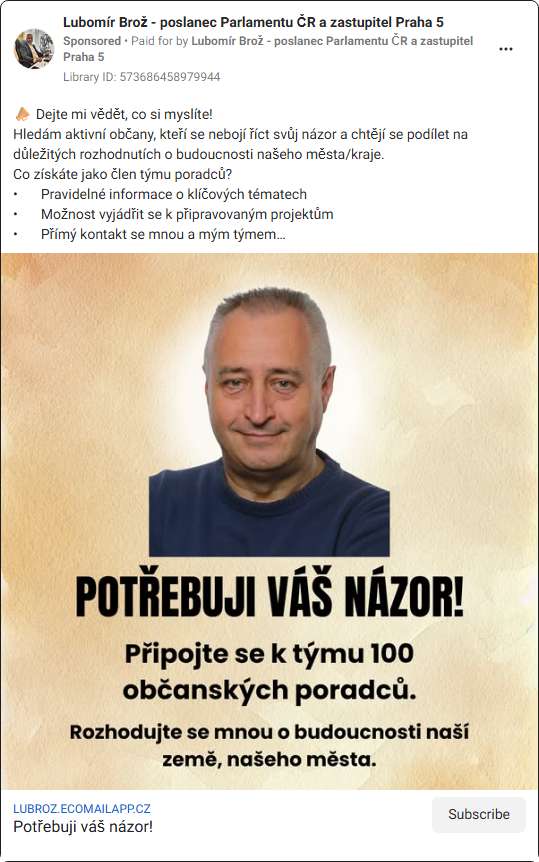 Lubomír Brož - poslanec Parlamentu ČR a zastupitel Praha 5
Sponsored • Paid for by Lubomír Brož - poslanec Parlamentu ČR a zastupitel
Praha 5
Library ID: 573686458979944
📣 Dejte mi vědět, co si myslíte!
Hledám aktivní občany, kteří se nebojí říct svůj názor a chtějí se podílet na
důležitých rozhodnutích o budoucnosti našeho města/kraje.
Co získáte jako člen týmu poradců?
• Pravidelné informace o klíčových tématech
• Možnost vyjádřit se k připravovaným projektům
• Přímý kontakt se mnou a mým týmem...
POTŘEBUJI VÁŠ NÁZOR!
Připojte se k týmu 100
občanských poradců.
Rozhodujte se mnou o budoucnosti naší
země, našeho města.
LUBROZ.ECOMAILAPP.CZ
Potřebuji váš názor!
Subscribe